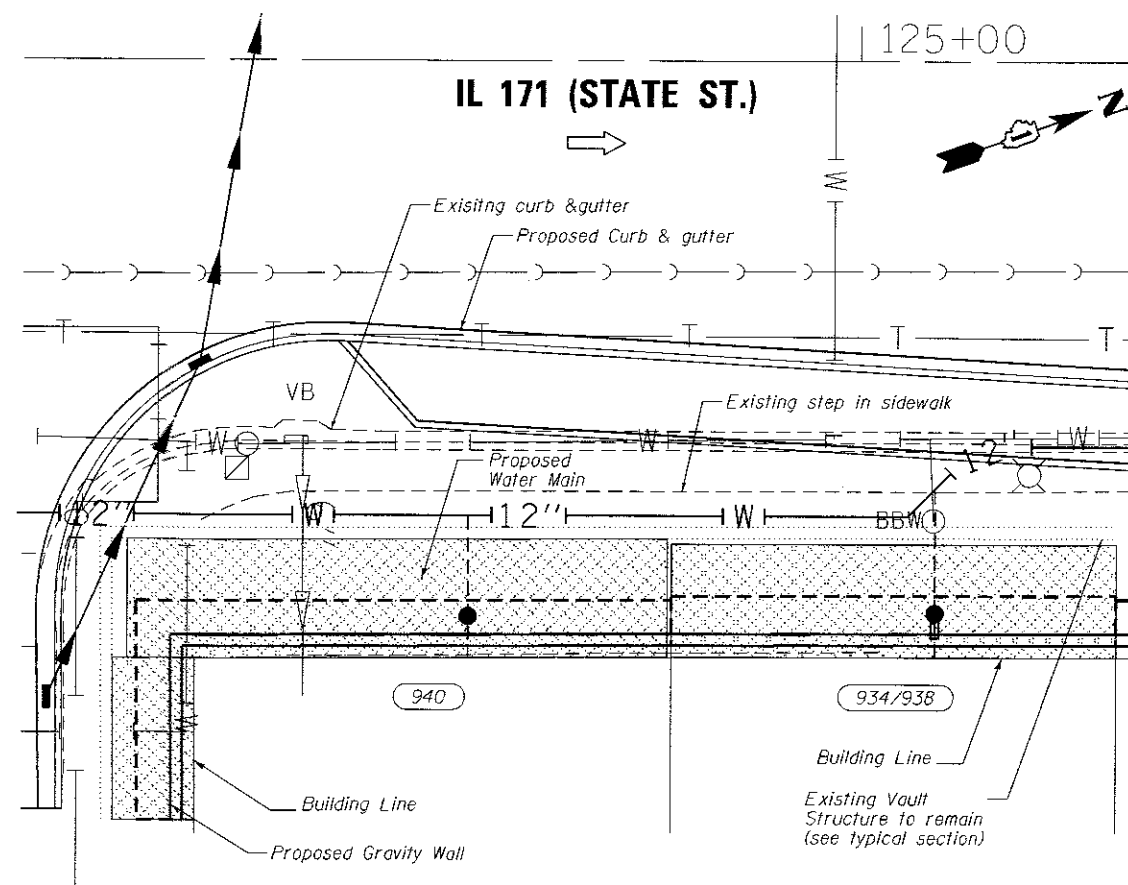 125+00
IL 171 (STATE ST.)
N
W
Exisitng curb &gutter
Proposed Curb & gutter
T
T
T
T
T
T
VB
Existing step in sidewalk
W
W
W
Proposed
Water Main
12
12"
W
12"
W
BBW
W
940
934/938
Building Line
Building Line
Existing Vault
Structure to remain
(see typical section)
Proposed Gravity Wall